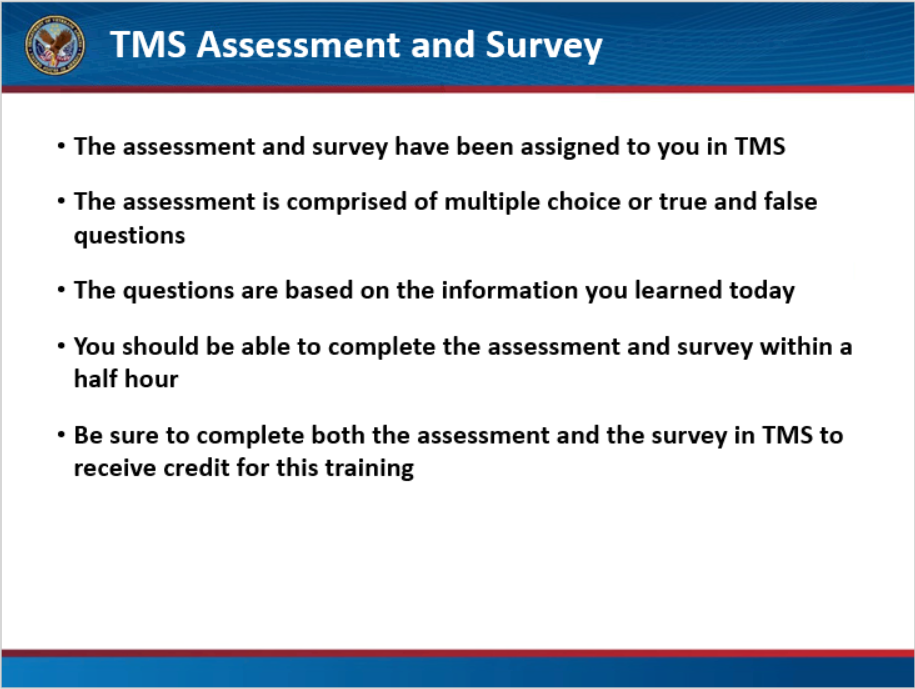 TMS Assessment and Survey
• The assessment and survey have been assigned to you in TMS
• The assessment is comprised of multiple choice or true and false
questions
• The questions are based on the information you learned today
• You should be able to complete the assessment and survey within a
half hour
• Be sure to complete both the assessment and the survey in TMS to
receive credit for this training